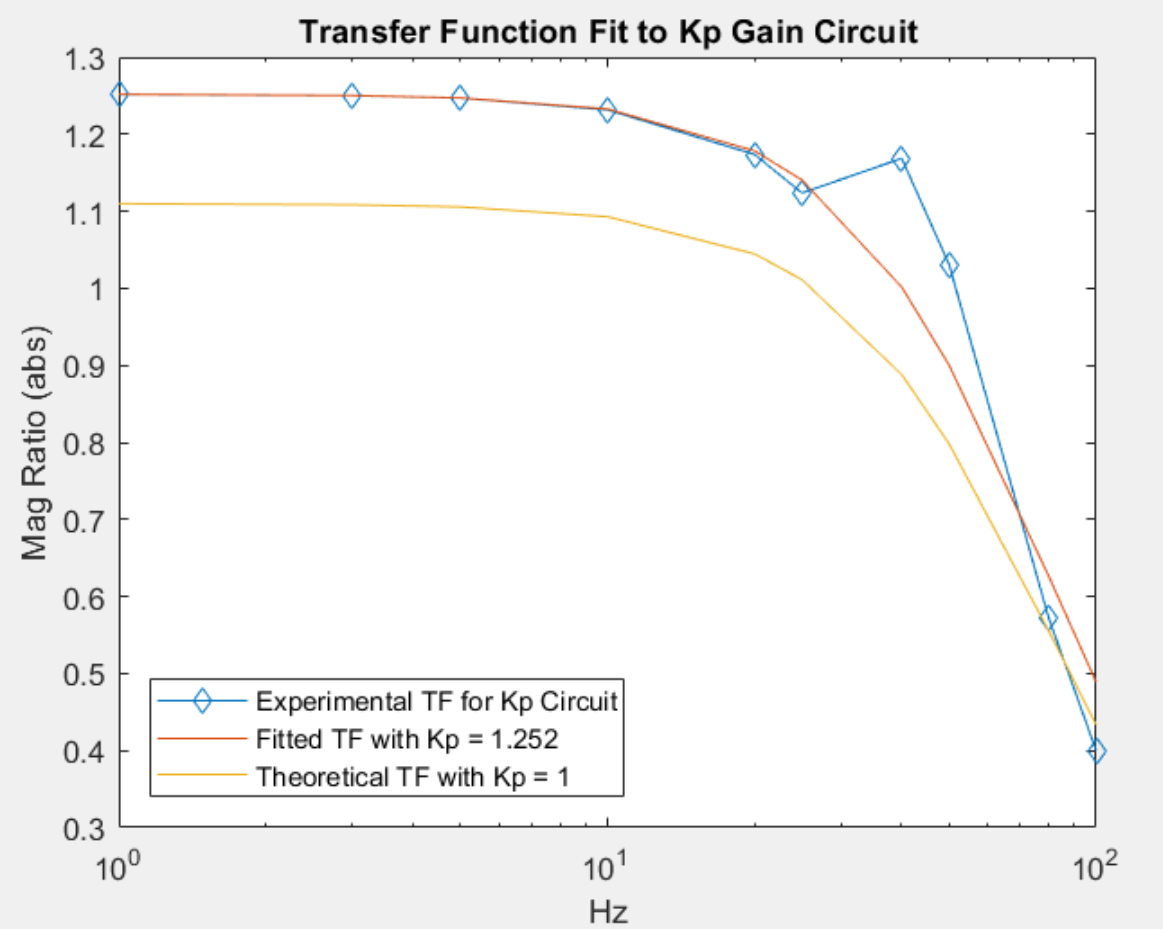 Transfer Function Fit to Kp Gain Circuit
1.3
1.2
1.1
1
0.9
0.8
0.7
0.6
0.5
0.4
0.3
Mag Ratio (abs)
Experimental TF for Kp Circuit
Fitted TF with Kp = 1.252
Theoretical TF with Kp = 1
10^0 10^1 10^2
Hz